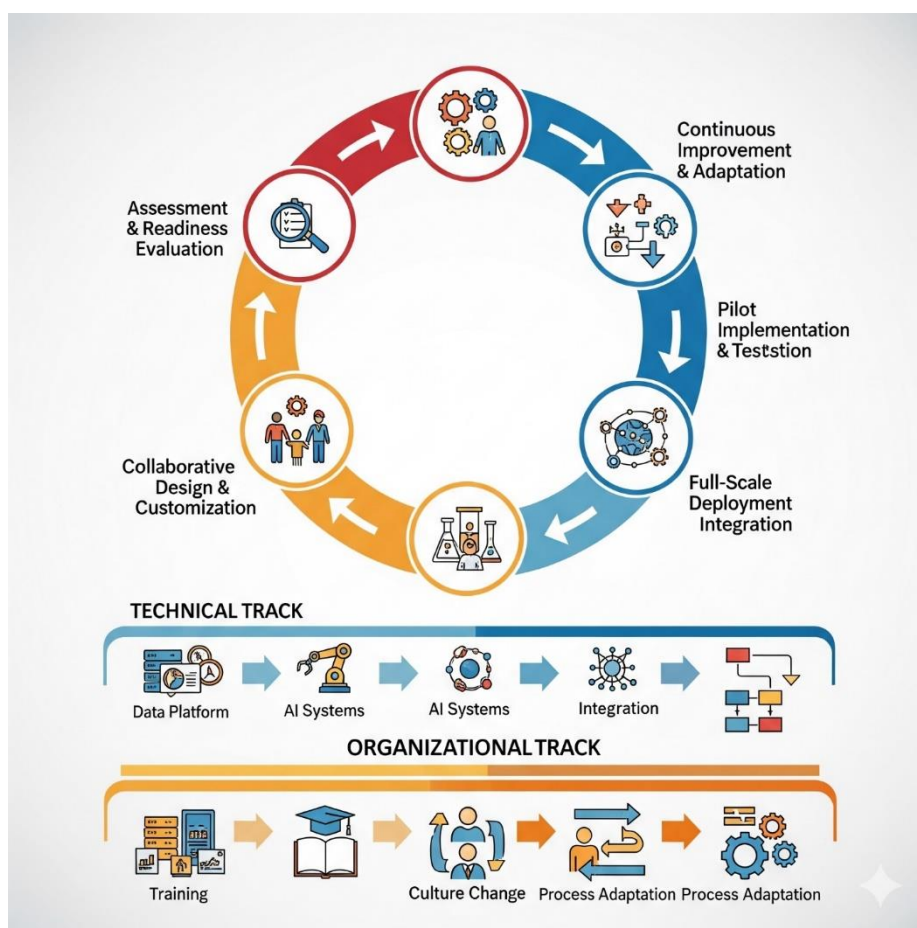 Continuous
Improvement
& Adaptation
Assessment
& Readiness
Evaluation
Pilot
Implementation
& Teststion
Collaborative
Design &
Customization
Full-Scale
Deployment
Integration
TECHNICAL TRACK
Data Platform
AI Systems
AI Systems
Integration
ORGANIZATIONAL TRACK
Training
Culture Change
Process Adaptation
Process Adaptation